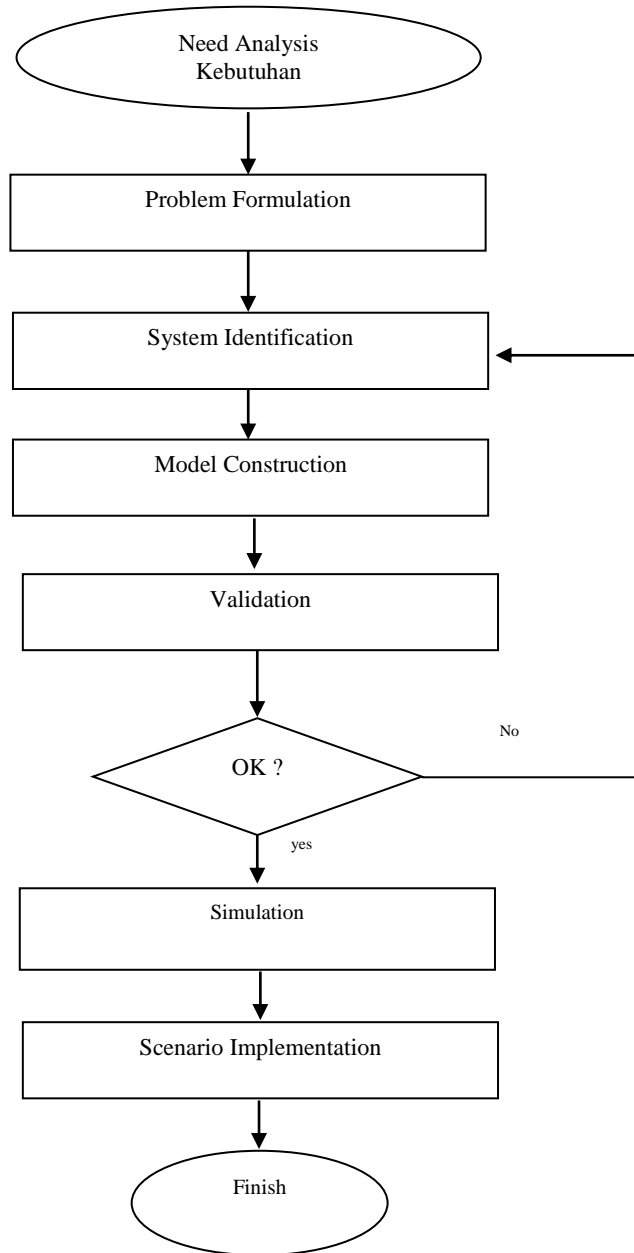 Need Analysis
Kebutuhan
Problem Formulation
System Identification
Model Construction
Validation
No
OK ?
yes
Simulation
Scenario Implementation
Finish